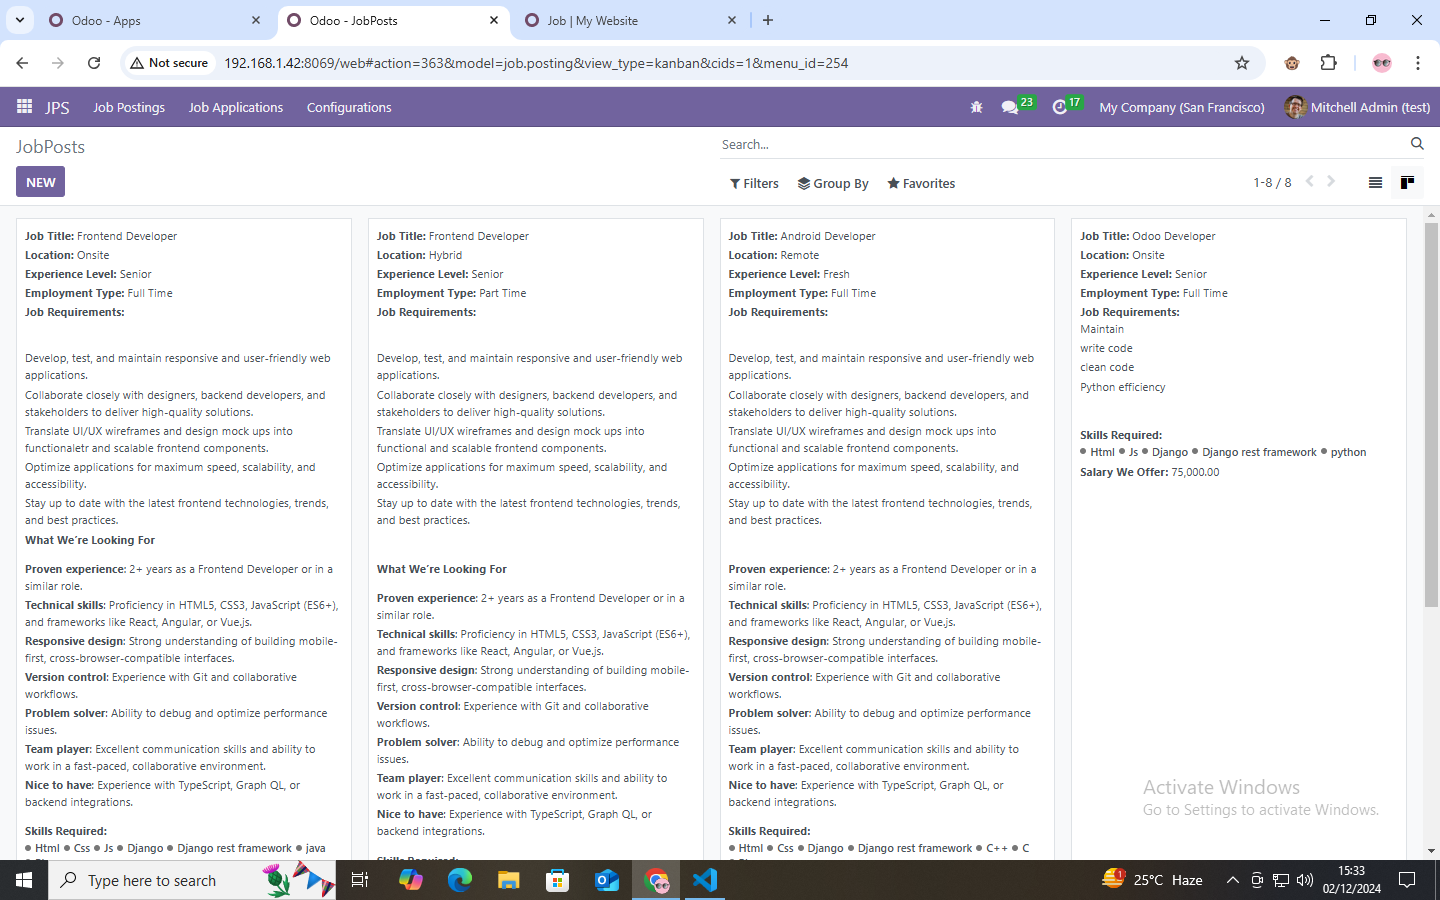 Odoo - Apps
Odoo - JobPosts
Job | My Website
Not secure
192.168.1.42:8069/web#action=363&model=job.posting&view_type=kanban&cids=1&menu_id=254
JPS
Job Postings
Job Applications
Configurations
23
17
My Company (San Francisco)
Mitchell Admin (test)
JobPosts
Search...
NEW
Filters
Group By
Favorites
1-8 / 8
Job Title: Frontend Developer
Location: Onsite
Experience Level: Senior
Employment Type: Full Time
Job Requirements:
Develop, test, and maintain responsive and user-friendly web
applications.
Collaborate closely with designers, backend developers, and
stakeholders to deliver high-quality solutions.
Translate UI/UX wireframes and design mock ups into
functionaletr and scalable frontend components.
Optimize applications for maximum speed, scalability, and
accessibility.
Stay up to date with the latest frontend technologies, trends,
and best practices.
What We’re Looking For
Proven experience: 2+ years as a Frontend Developer or in a
similar role.
Technical skills: Proficiency in HTML5, CSS3, JavaScript (ES6+),
and frameworks like React, Angular, or Vue.js.
Responsive design: Strong understanding of building mobile-
first, cross-browser-compatible interfaces.
Version control: Experience with Git and collaborative
workflows.
Problem solver: Ability to debug and optimize performance
issues.
Team player: Excellent communication skills and ability to
work in a fast-paced, collaborative environment.
Nice to have: Experience with TypeScript, Graph QL, or
backend integrations.
Skills Required:
Html Css Js Django Django rest framework java
Job Title: Frontend Developer
Location: Hybrid
Experience Level: Senior
Employment Type: Part Time
Job Requirements:
Develop, test, and maintain responsive and user-friendly web
applications.
Collaborate closely with designers, backend developers, and
stakeholders to deliver high-quality solutions.
Translate UI/UX wireframes and design mock ups into
functional and scalable frontend components.
Optimize applications for maximum speed, scalability, and
accessibility.
Stay up to date with the latest frontend technologies, trends,
and best practices.
What We’re Looking For
Proven experience: 2+ years as a Frontend Developer or in a
similar role.
Technical skills: Proficiency in HTML5, CSS3, JavaScript (ES6+),
and frameworks like React, Angular, or Vue.js.
Responsive design: Strong understanding of building mobile-
first, cross-browser-compatible interfaces.
Version control: Experience with Git and collaborative
workflows.
Problem solver: Ability to debug and optimize performance
issues.
Team player: Excellent communication skills and ability to
work in a fast-paced, collaborative environment.
Nice to have: Experience with TypeScript, Graph QL, or
backend integrations.
Skills Required:
Job Title: Android Developer
Location: Remote
Experience Level: Fresh
Employment Type: Full Time
Job Requirements:
Develop, test, and maintain responsive and user-friendly web
applications.
Collaborate closely with designers, backend developers, and
stakeholders to deliver high-quality solutions.
Translate UI/UX wireframes and design mock ups into
functional and scalable frontend components.
Optimize applications for maximum speed, scalability, and
accessibility.
Stay up to date with the latest frontend technologies, trends,
and best practices.
Proven experience: 2+ years as a Frontend Developer or in a
similar role.
Technical skills: Proficiency in HTML5, CSS3, JavaScript (ES6+),
and frameworks like React, Angular, or Vue.js.
Responsive design: Strong understanding of building mobile-
first, cross-browser-compatible interfaces.
Version control: Experience with Git and collaborative
workflows.
Problem solver: Ability to debug and optimize performance
issues.
Team player: Excellent communication skills and ability to
work in a fast-paced, collaborative environment.
Nice to have: Experience with TypeScript, Graph QL, or
backend integrations.
Skills Required:
Html Css Django Django rest framework C++ C
Job Title: Odoo Developer
Location: Onsite
Experience Level: Senior
Employment Type: Full Time
Job Requirements:
Maintain
write code
clean code
Python efficiency
Skills Required:
Html Js Django Django rest framework python
Salary We Offer: 75,000.00
Activate Windows
Go to Settings to activate Windows.
Type here to search
1
25°C Haze
15:33
02/12/2024